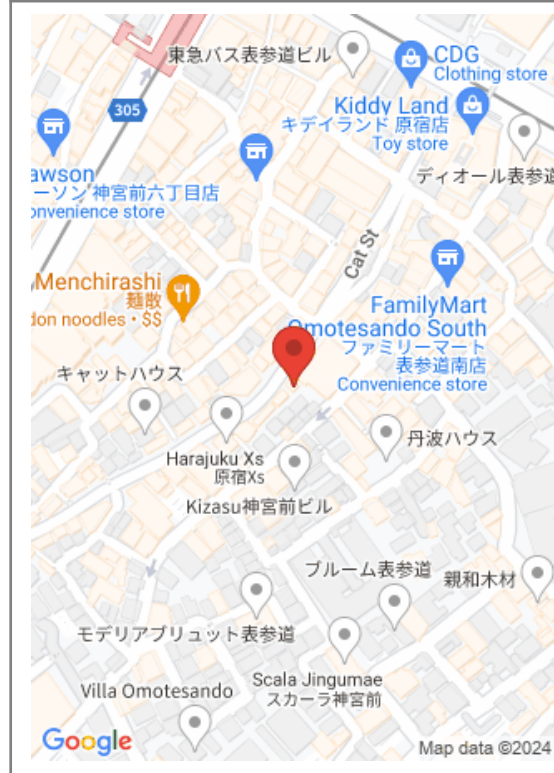 東急バス表参道ビル
CDG
Clothing store
Kiddy Land
キデイランド 原宿店
Toy store
305
awson
ーソン 神宮前六丁目店
onvenience store
ディオール表参道
Cat St
Menchirashi
麺散
don noodles・$$
FamilyMart
Omotesando South
ファミリーマート
表参道南店
Convenience store
キャットハウス
Harajuku Xs
原宿Xs
丹波ハウス
Kizasu神宮前ビル
ブルーム表参道
親和木材
モデリアブリュット表参道
Scala Jingumae
スカーラ神宮前
Villa Omotesando
Google
Map data ©2024